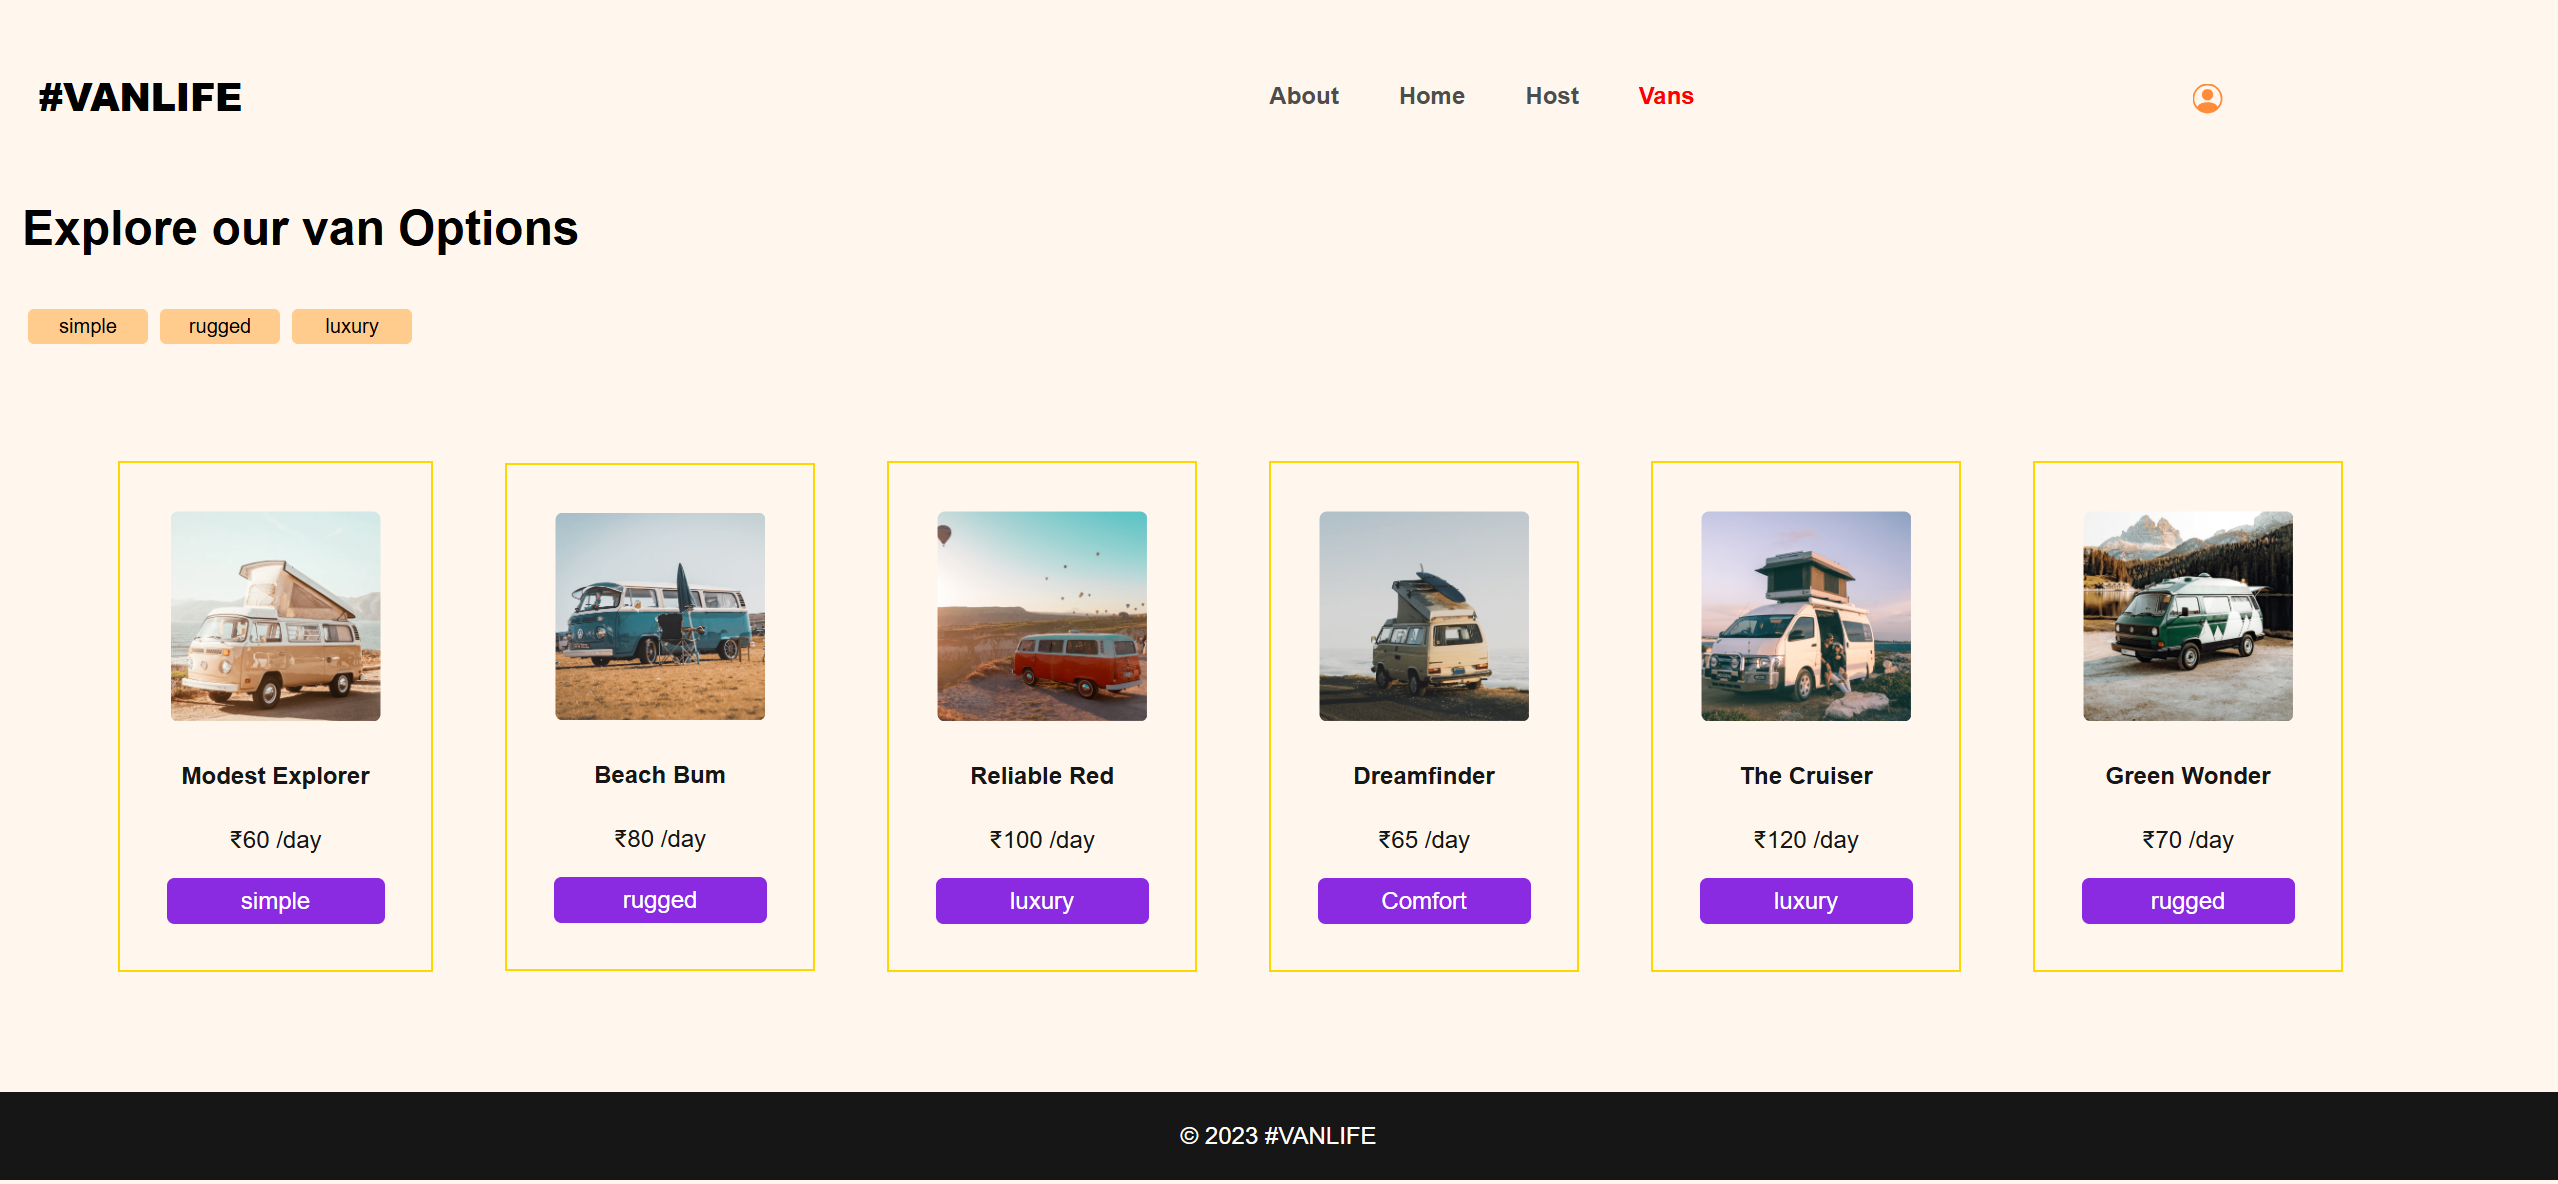 #VANLIFE
About Home Host Vans
Explore our van Options
simple rugged luxury
Modest Explorer
₹60 /day
simple
Beach Bum
₹80 /day
rugged
Reliable Red
₹100 /day
luxury
Dreamfinder
₹65 /day
Comfort
The Cruiser
₹120 /day
luxury
Green Wonder
₹70 /day
rugged
© 2023 #VANLIFE